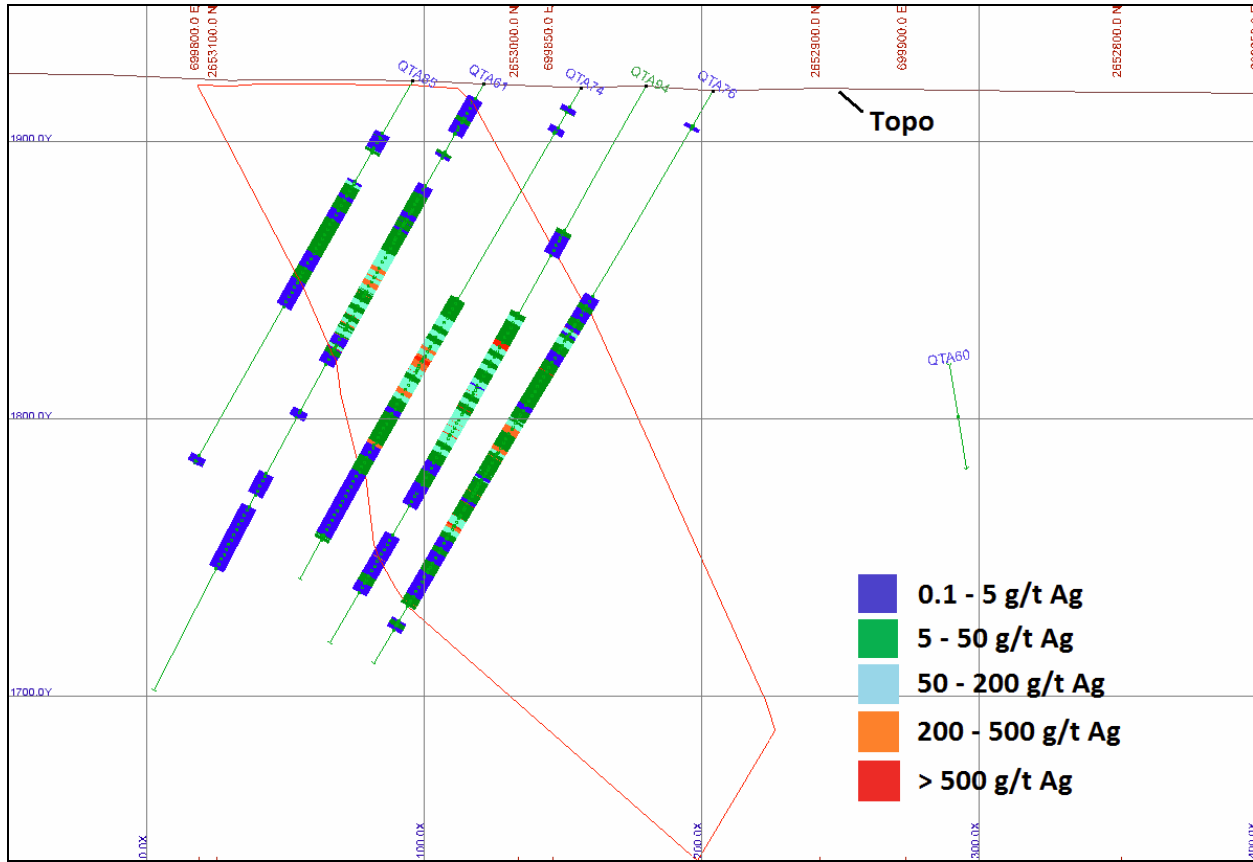 699800.0 E
2653100.0 N
2653000.0 N
699850.0 E
2652900.0 N
699900.0 E
2652800.0 N
QTA85
QTA61
QTA74
QTA94
QTA76
Topo
1900.0Y
QTA60
1800.0Y
0.1 - 5 g/t Ag
5 - 50 g/t Ag
50 - 200 g/t Ag
1700.0Y
200 - 500 g/t Ag
> 500 g/t Ag
0.0X
100.0X
200.0X
300.0X